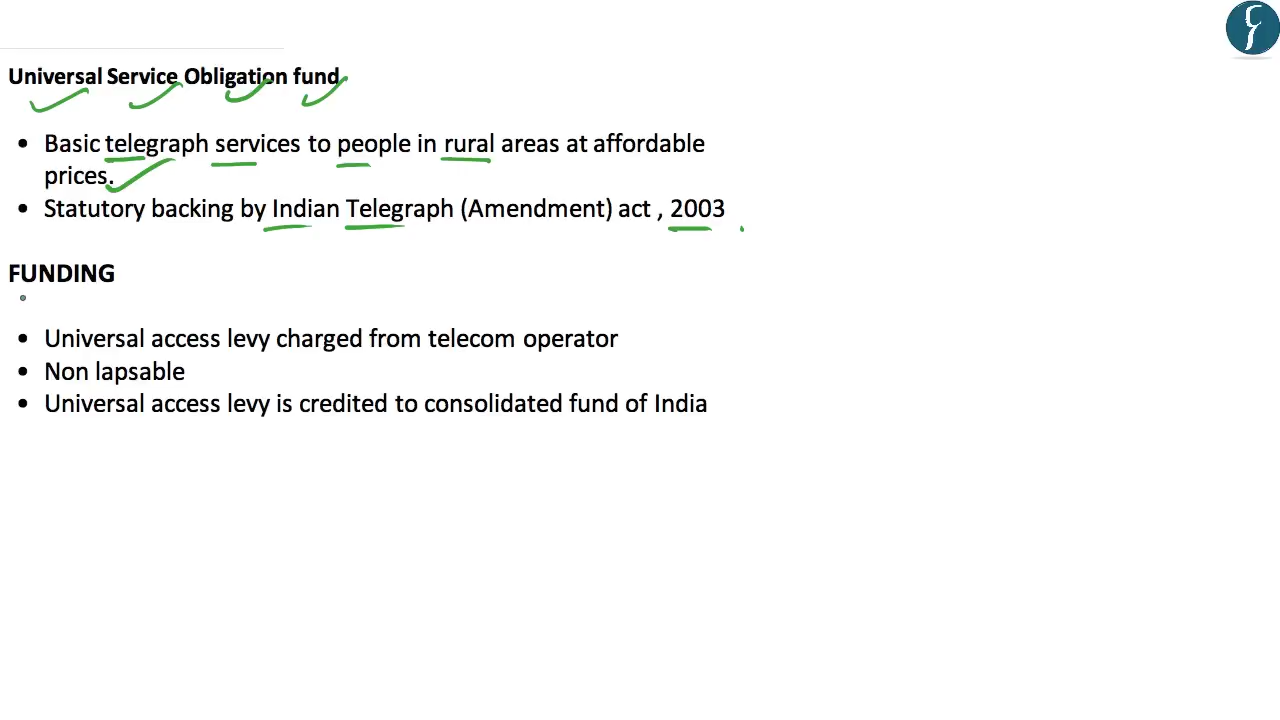 Universal Service Obligation fund
• Basic telegraph services to people in rural areas at affordable
prices.
• Statutory backing by Indian Telegraph (Amendment) act , 2003
FUNDING
• Universal access levy charged from telecom operator
• Non lapsable
• Universal access levy is credited to consolidated fund of India